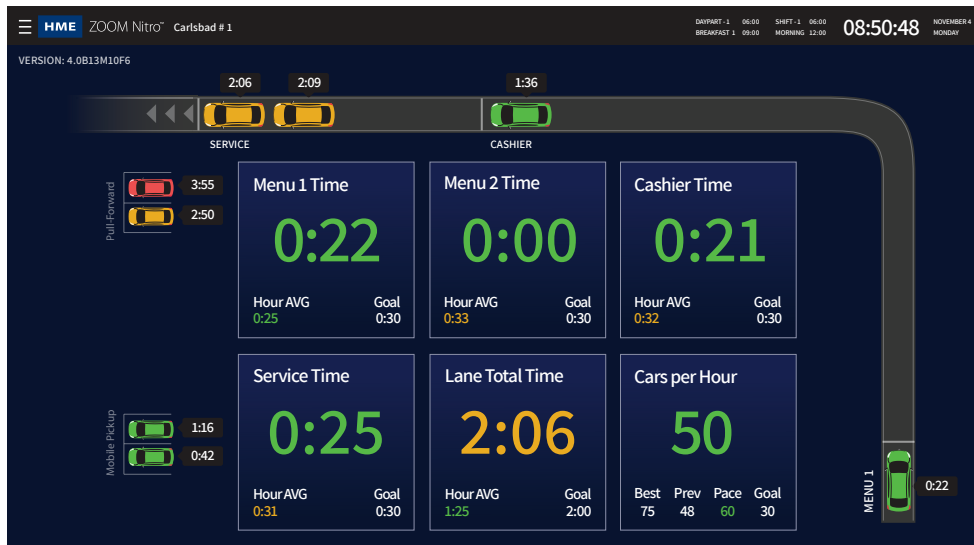 HME ZOOM Nitro™ Carlsbad # 1
DAYPART - 1 06:00 SHIFT - 1 06:00
BREAKFAST 1 09:00 MORNING 12:00
08:50:48
NOVEMBER 4
MONDAY
VERSION: 4.0B13M10F6
2:06 2:09 1:36
SERVICE CASHIER
Pull-Forward
3:55
2:50
Menu 1 Time
0:22
Hour AVG Goal
0:25 0:30
Menu 2 Time
0:00
Hour AVG Goal
0:33 0:30
Cashier Time
0:21
Hour AVG Goal
0:32 0:30
Mobile Pickup
1:16
0:42
Service Time
0:25
Hour AVG Goal
0:31 0:30
Lane Total Time
2:06
Hour AVG Goal
1:25 2:00
Cars per Hour
50
Best Prev Pace Goal
75 48 60 30
MENU 1
0:22